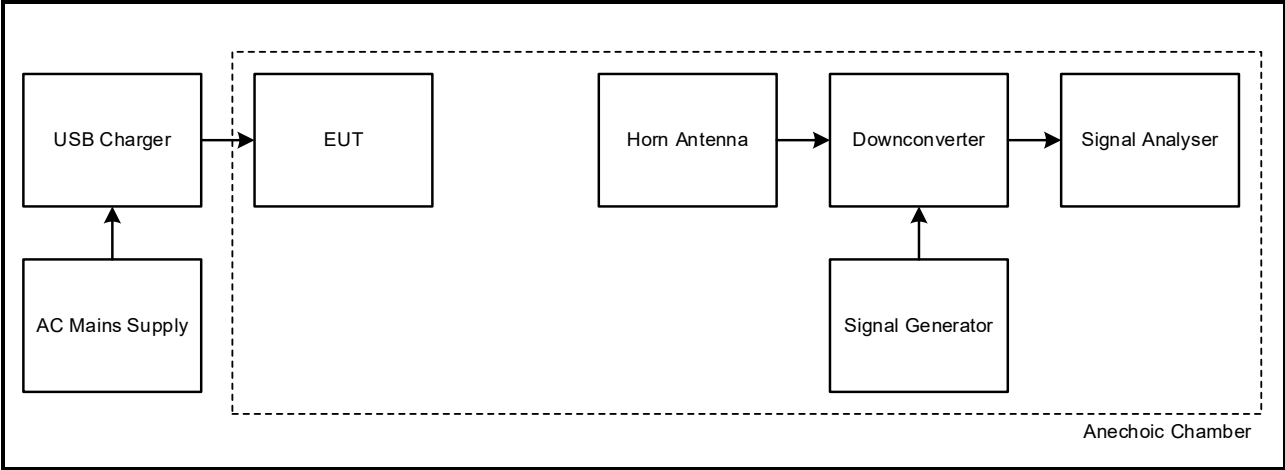 USB Charger
EUT
Horn Antenna
Downconverter
Signal Analyser
AC Mains Supply
Signal Generator
Anechoic Chamber